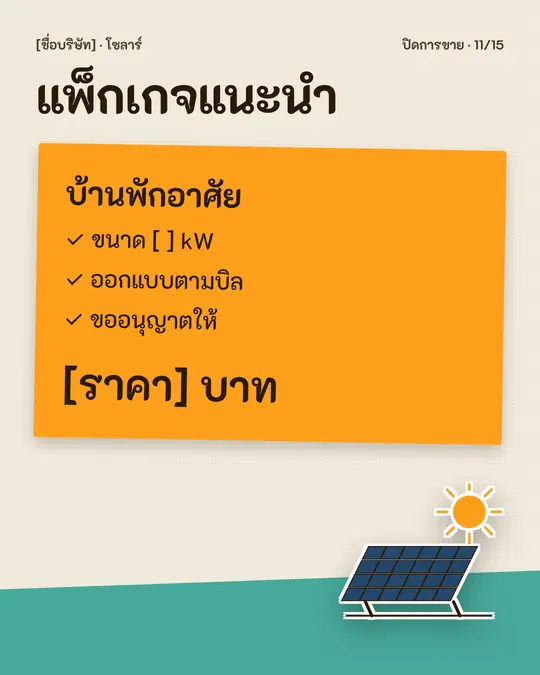 [ชื่อบริษัท] · โซลาร์
ปิดการขาย · 11/15
แพ็กเกจแนะนำ
บ้านพักอาศัย
✓ ขนาด [ ] kW
✓ ออกแบบตามบิล
✓ ขออนุญาตให้
[ราคา] บาท